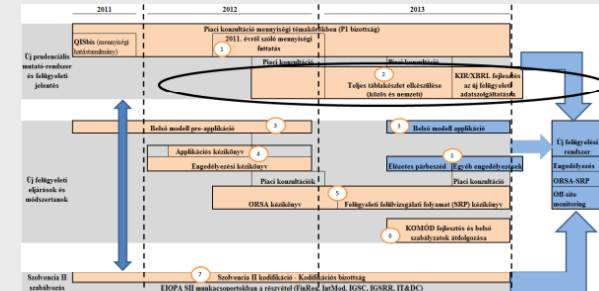 2011 2012 2013
Piaci konzultáció mennyiségi témakörökben (P1 bizottság)
QISbis (mennyiségi hatástanulmány)
1
2011. évről szóló mennyiségi felmérés
Új prudenciális mutató-rendszer és felügyeleti jelentés
Piaci konzultáció
2
Piaci konzultáció
Teljes táblakészlet elkészülése (közös és nemzeti)
KIR/XBRL fejlesztés az új felügyeleti adatszolgáltatásra
Belső modell pre-applikáció
3
3
Belső modell applikáció
Applikációs kézikönyv
4
Engedélyezési kézikönyv
3
Előzetes párbeszéd
Egyéb engedélyezések
Piaci konzultációk
Piaci konzultáció
5
ORSA kézikönyv
Felügyeleti felülvizsgálati folyamat (SRP) kézikönyv
Új felügyeleti eljárások és módszertanok
6
KOMÓD fejlesztés és belső szabályzatok átdolgozása
Új felügyelési rendszer
Engedélyezés
ORSA-SRP
Off-site monitoring
Szolvencia II szabályozás
7
Szolvencia II kodifikáció - Kodifikációs bizottság
EIOPA SII munkacsoportokban a részvétel (FinReq, IntMod, IGSC, IGSRR, IT&DC)